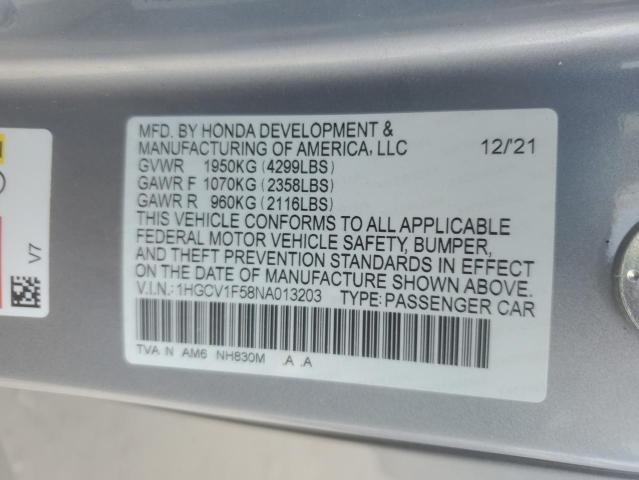 MFD. BY HONDA DEVELOPMENT &
MANUFACTURING OF AMERICA, LLC 12/'21
GVWR 1950KG (4299LBS)
GAWR F 1070KG (2358LBS)
GAWR R 960KG (2116LBS)
THIS VEHICLE CONFORMS TO ALL APPLICABLE
FEDERAL MOTOR VEHICLE SAFETY, BUMPER,
AND THEFT PREVENTION STANDARDS IN EFFECT
ON THE DATE OF MANUFACTURE SHOWN ABOVE.
V.I.N.: 1HGCV1F58NA013203 TYPE: PASSENGER CAR
TVA N AM6 NH830M .A .A
V7